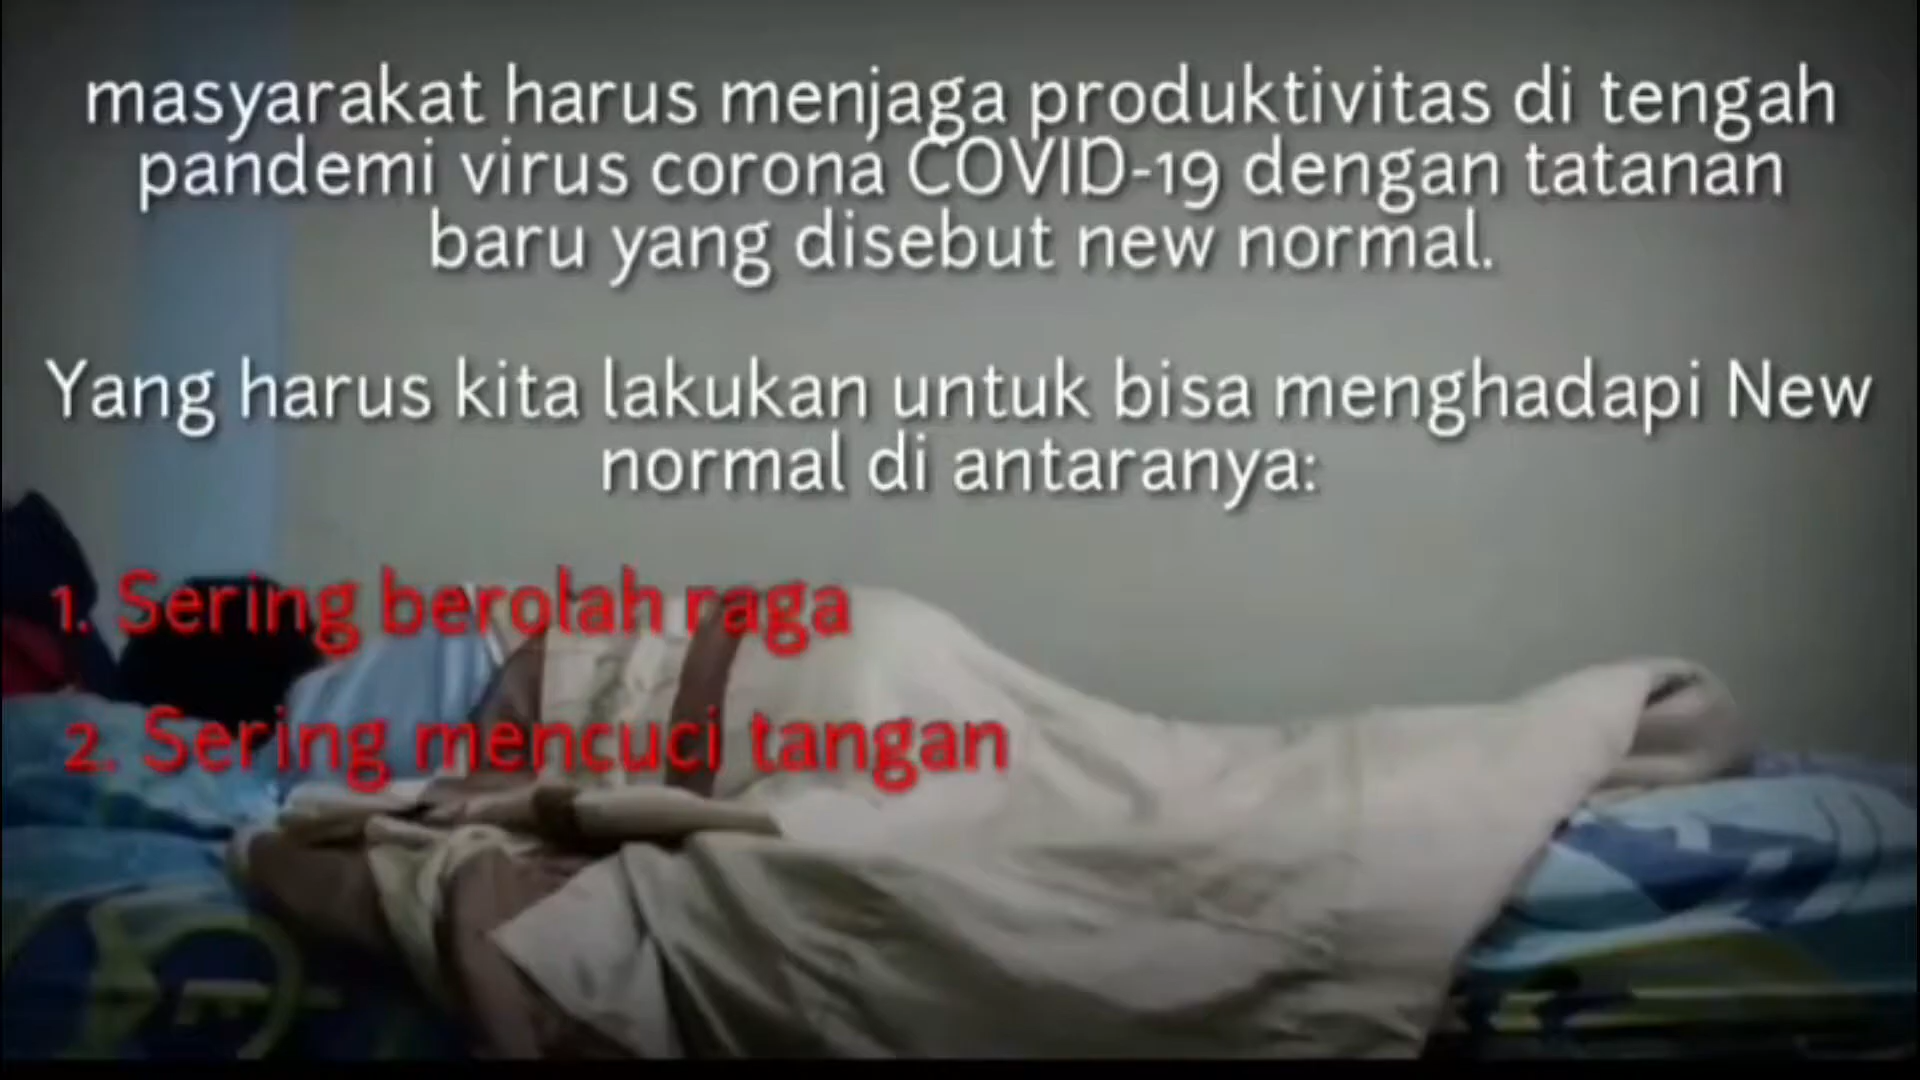 masyarakat harus menjaga produktivitas di tengah
pandemi virus corona COVID-19 dengan tatanan
baru yang disebut new normal.
Yang harus kita lakukan untuk bisa menghadapi New
normal di antaranya:
1. Sering berolah raga
2. Sering mencuci tangan